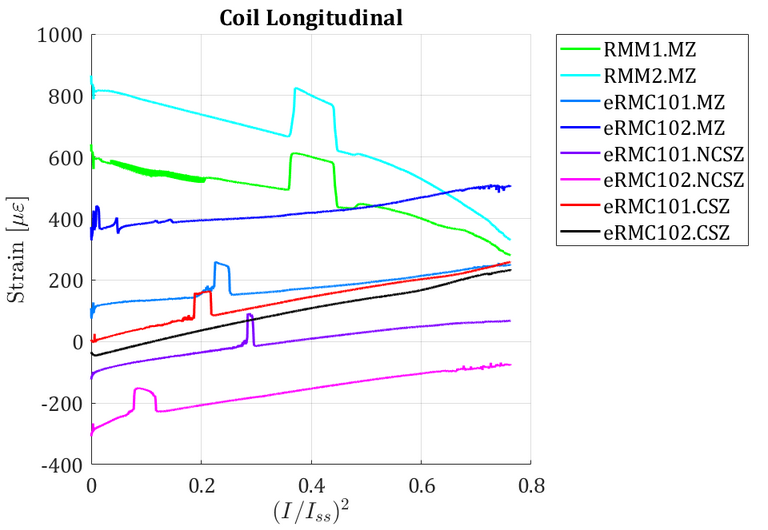 Coil Longitudinal
1000
800
600
400
200
0
-200
-400
Strain [με]
0
0.2
0.4
0.6
0.8
(I/I_{ss})^2
RMM1.MZ
RMM2.MZ
eRMC101.MZ
eRMC102.MZ
eRMC101.NCSZ
eRMC102.NCSZ
eRMC101.CSZ
eRMC102.CSZ